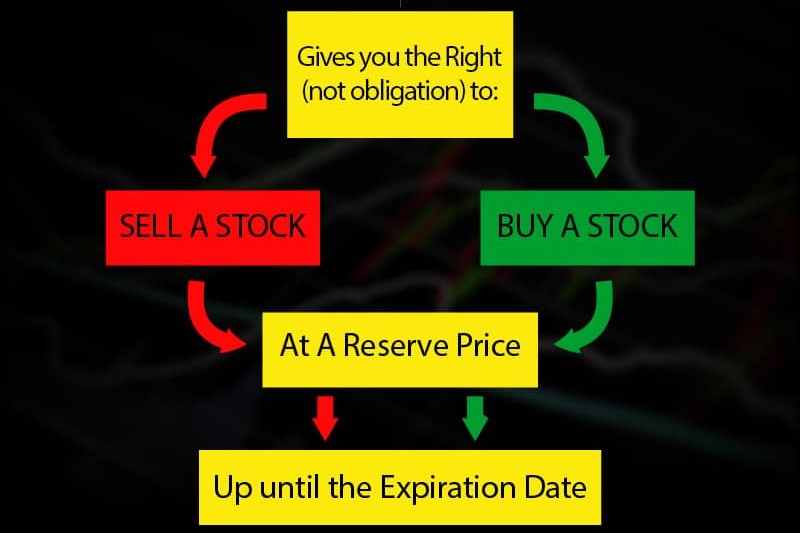 Gives you the Right
(not obligation) to:
SELL A STOCK
BUY A STOCK
At A Reserve Price
Up until the Expiration Date